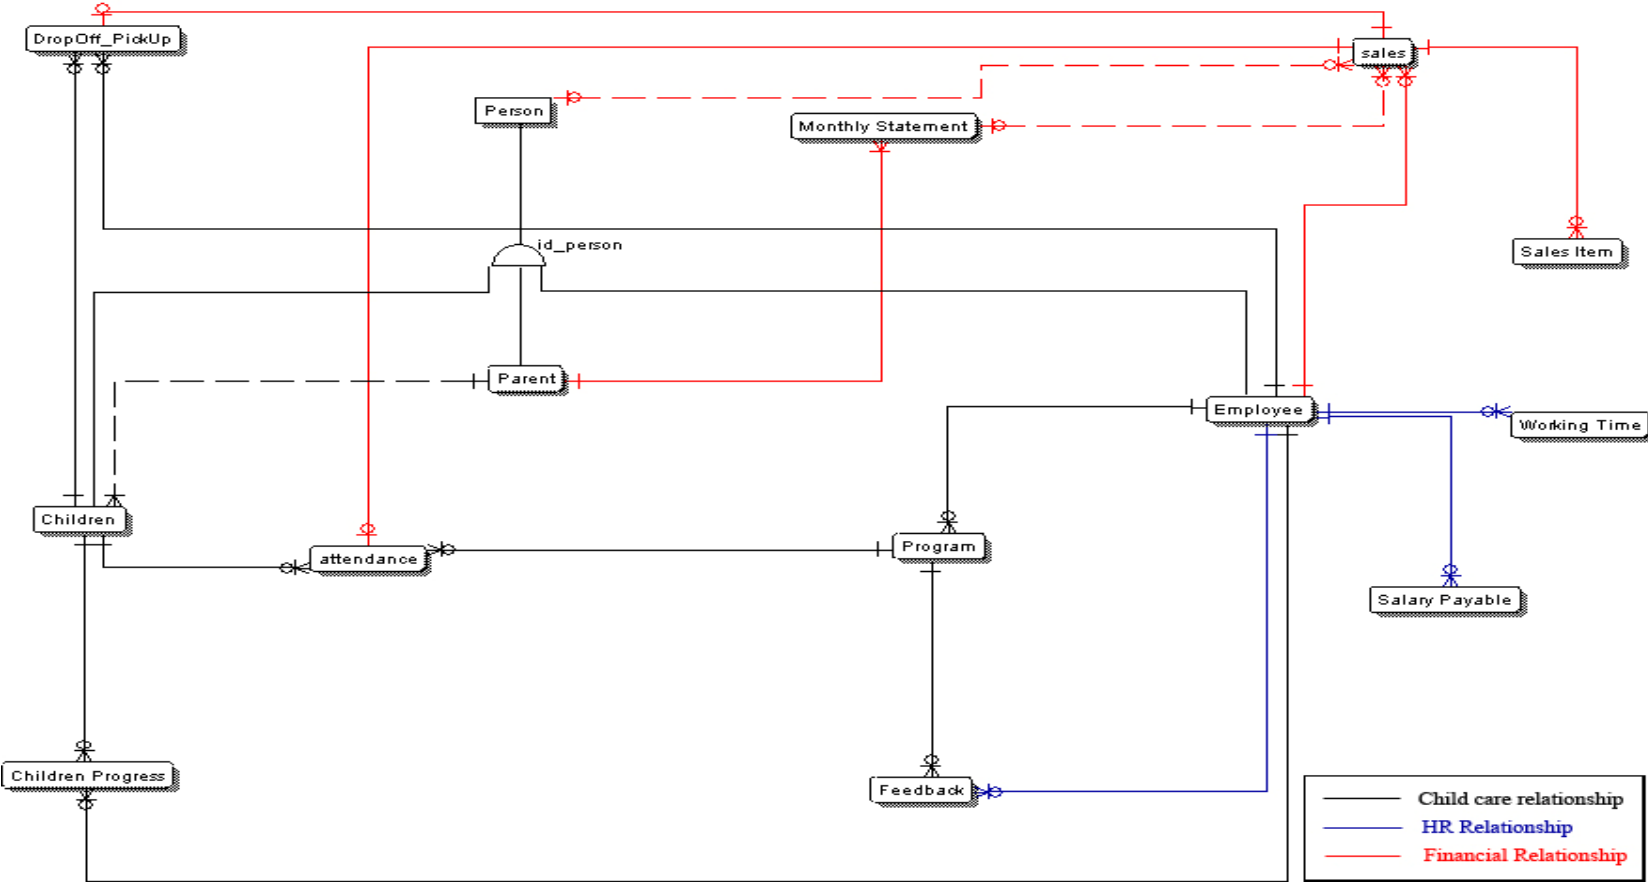 DropOff_PickUp
sales
Person
Monthly Statement
id_person
Sales Item
Parent
Employee
Working Time
Children
attendance
Program
Salary Payable
Children Progress
Feedback
Child care relationship
HR Relationship
Financial Relationship